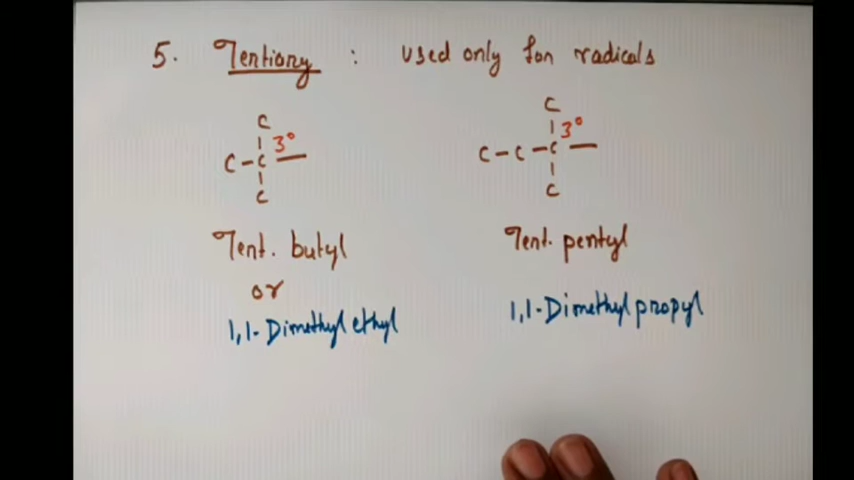 5. Tertiary : used only for radicals
C C
3° 3°
C - C - C - C - C -
C C
Tert. butyl Tert. pentyl
or
1,1-Dimethyl ethyl 1,1-Dimethyl propyl